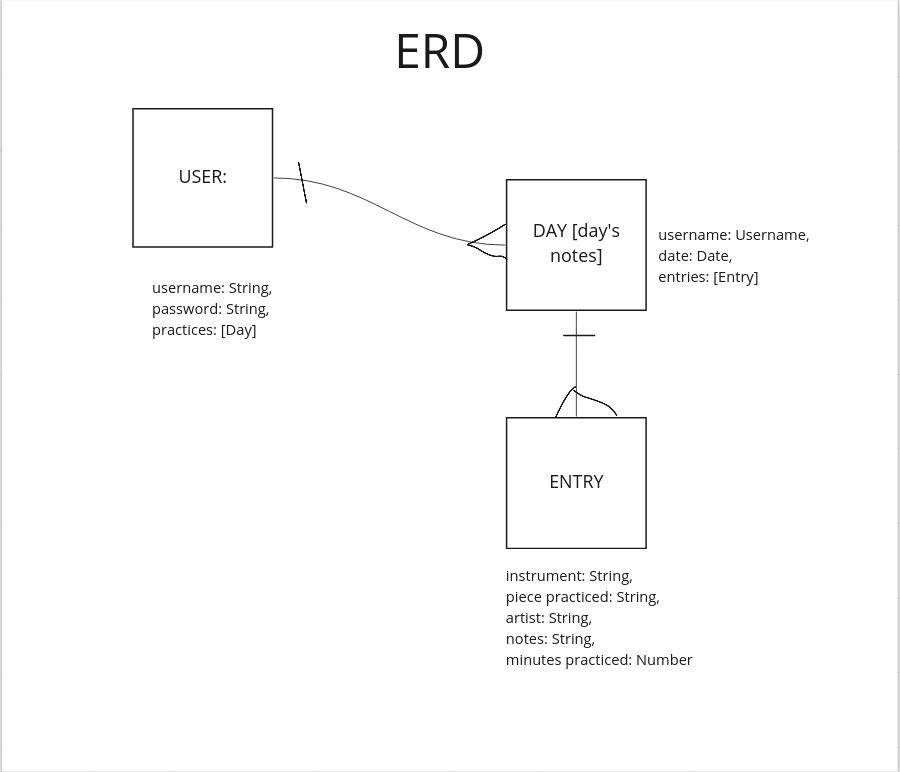 ERD
USER:
username: String,
password: String,
practices: [Day]
DAY [day's
notes]
username: Username,
date: Date,
entries: [Entry]
ENTRY
instrument: String,
piece practiced: String,
artist: String,
notes: String,
minutes practiced: Number